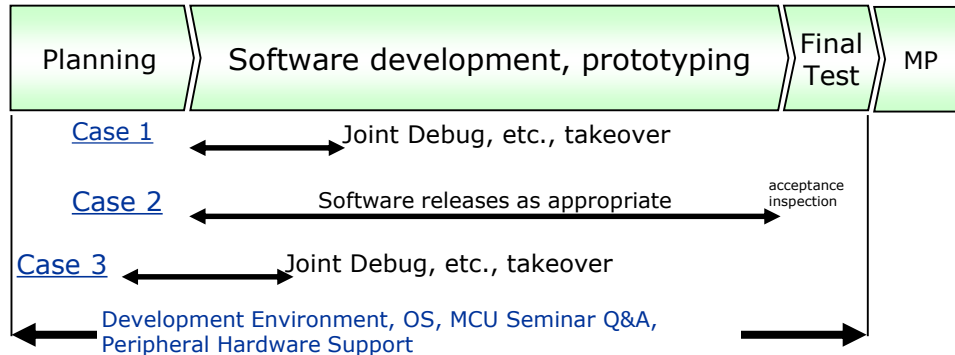 Planning
Software development, prototyping
Final
Test
MP
Case 1
Joint Debug, etc., takeover
Case 2
Software releases as appropriate
acceptance
inspection
Case 3
Joint Debug, etc., takeover
Development Environment, OS, MCU Seminar Q&A,
Peripheral Hardware Support